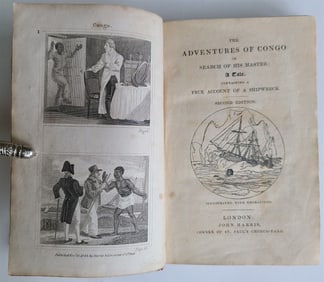 Congo.
1
THE
ADVENTURES OF CONGO
IN
SEARCH OF HIS MASTER;
A Tale.
CONTAINING A
TRUE ACCOUNT OF A SHIPWRECK.
SECOND EDITION.
ILLUSTRATED WITH ENGRAVINGS.
LONDON:
JOHN HARRIS,
CORNER OF ST. PAUL'S CHURCH-YARD.